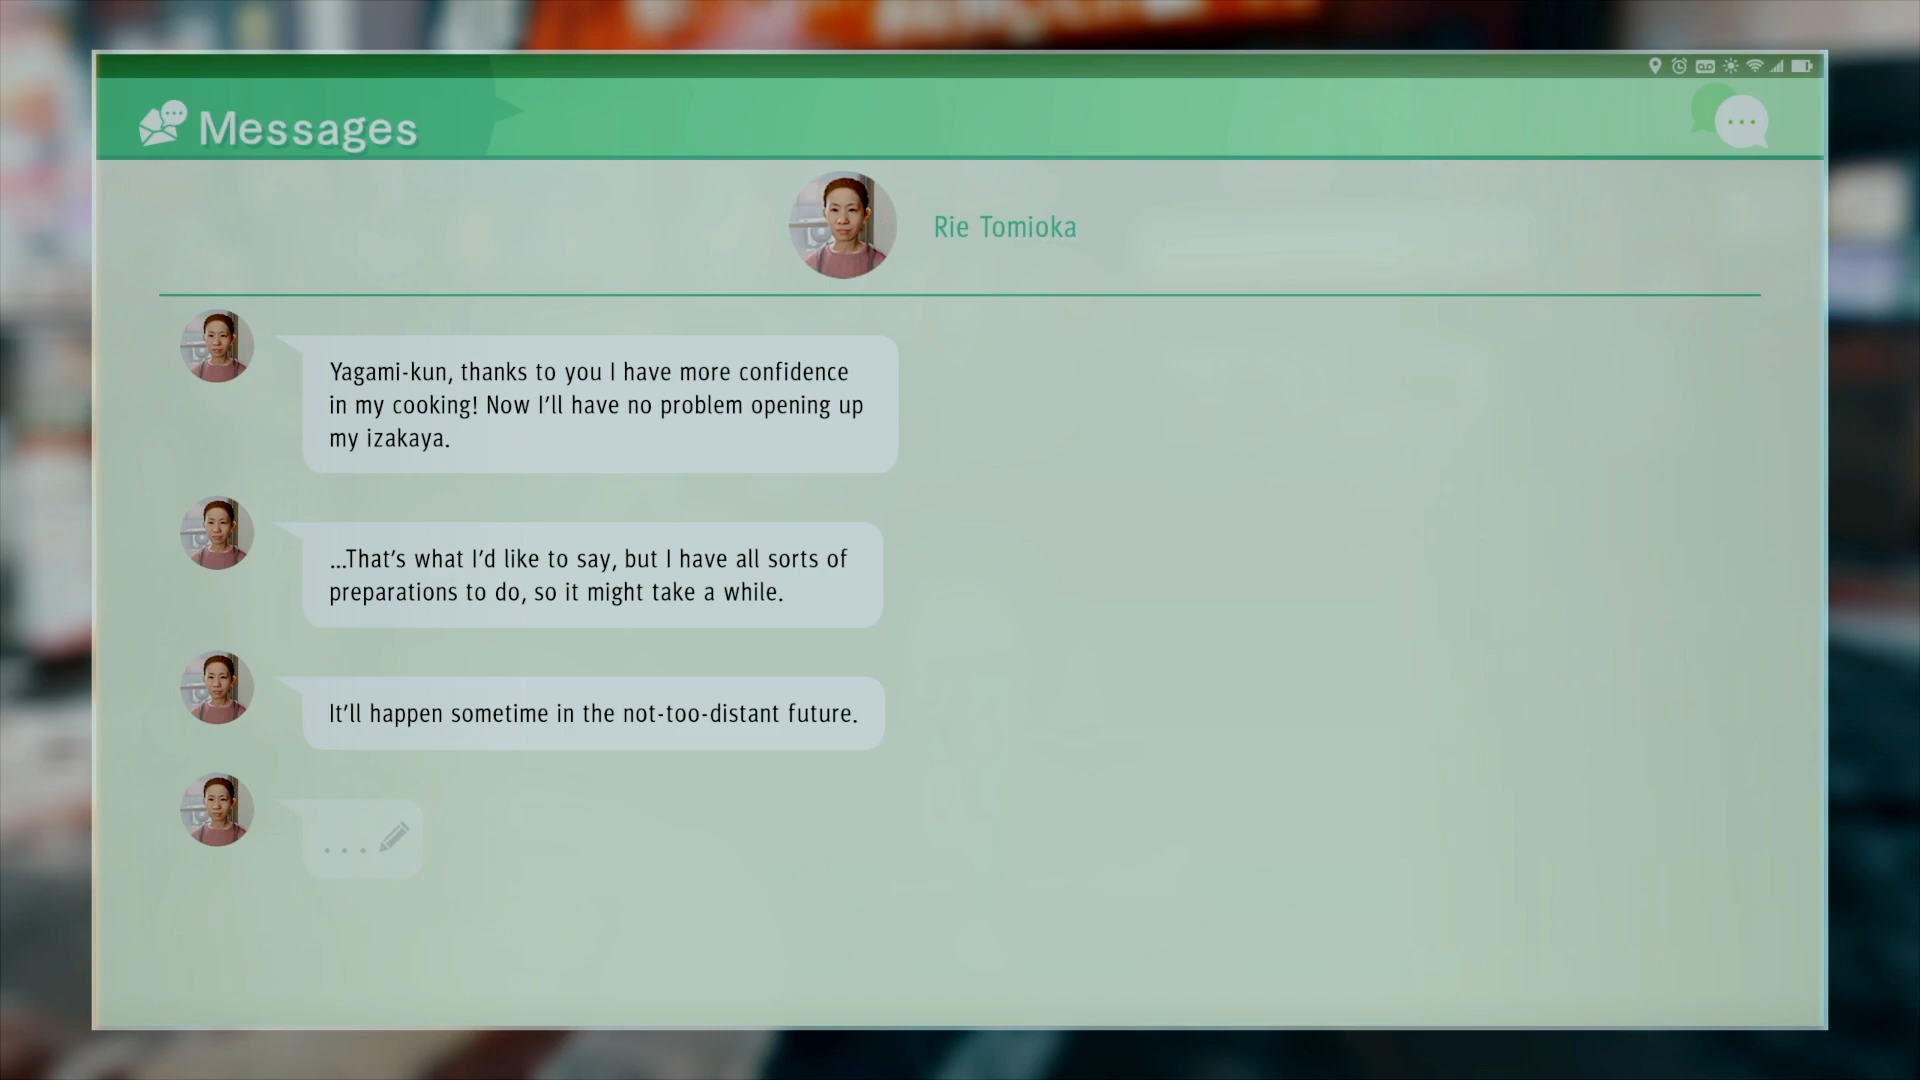 Messages
Rie Tomioka
Yagami-kun, thanks to you I have more confidence
in my cooking! Now I'll have no problem opening up
my izakaya.
...That's what I'd like to say, but I have all sorts of
preparations to do, so it might take a while.
It'll happen sometime in the not-too-distant future.
...